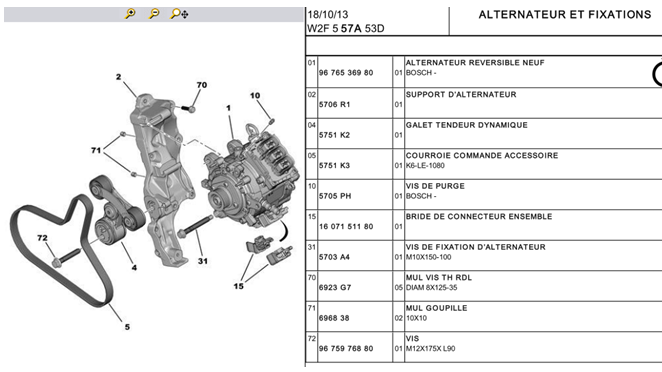 18/10/13
ALTERNATEUR ET FIXATIONS
W2F 5 57A 53D
2
70
10
1
71
72
4
31
15
5
01 ALTERNATEUR REVERSIBLE NEUF
96 765 369 80 01 BOSCH -
02 SUPPORT D'ALTERNATEUR
5706 R1 01
04 GALET TENDEUR DYNAMIQUE
5751 K2 01
05 COURROIE COMMANDE ACCESSOIRE
5751 K3 01 K6-LE-1080
10 VIS DE PURGE
5705 PH 01 BOSCH -
15 BRIDE DE CONNECTEUR ENSEMBLE
16 071 511 80 01
31 VIS DE FIXATION D'ALTERNATEUR
5703 A4 01 M10X150-100
70 MUL VIS TH RDL
6923 G7 05 DIAM 8X125-35
71 MUL GOUPILLE
6968 38 02 10X10
72 VIS
96 759 768 80 01 M12X175X L90